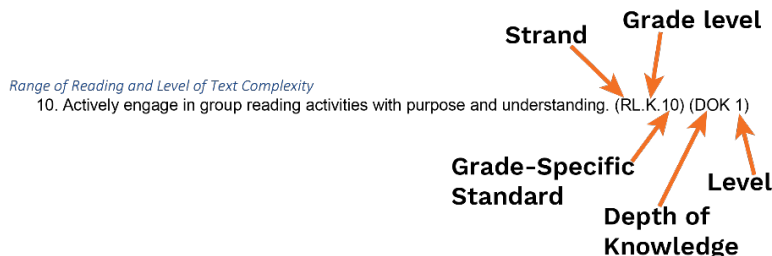 Grade level
Strand
Range of Reading and Level of Text Complexity
10. Actively engage in group reading activities with purpose and understanding. (RL.K.10) (DOK 1)
Grade-Specific
Standard
Level
Depth of
Knowledge